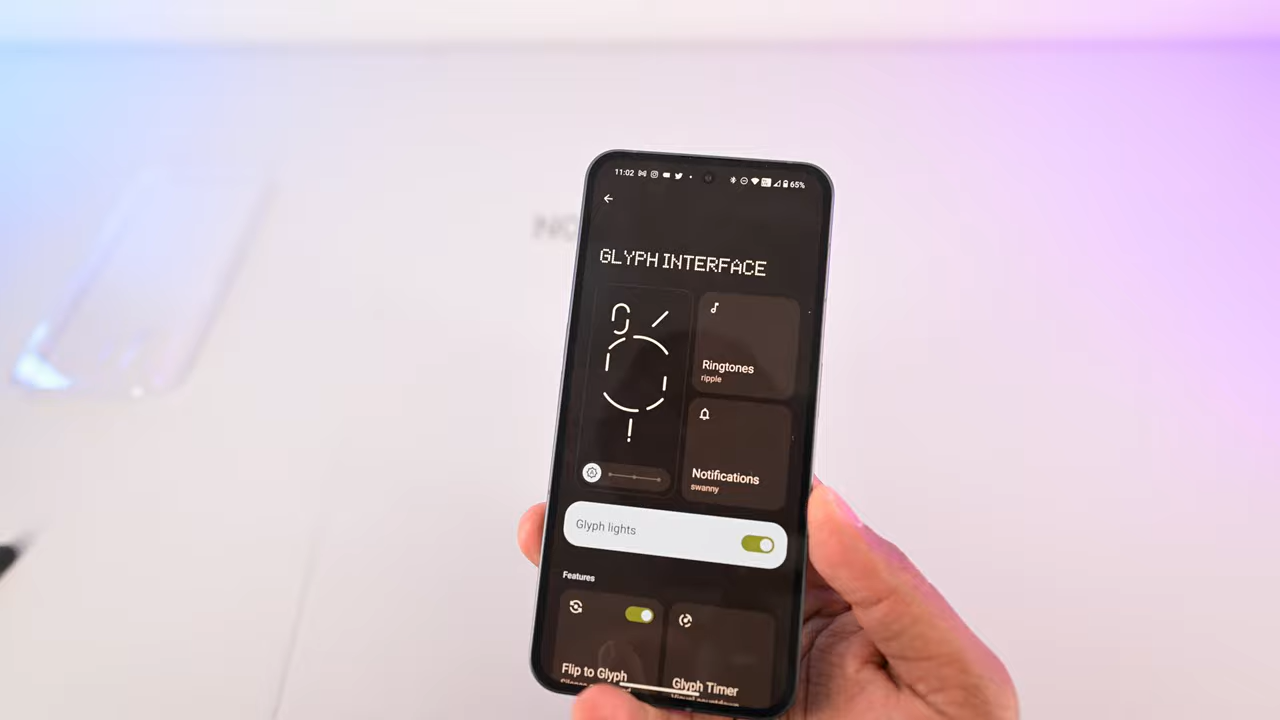 11:02
65%
GLYPH INTERFACE
Ringtones
ripple
Notifications
swanny
Glyph lights
Features
Flip to Glyph
Glyph Timer